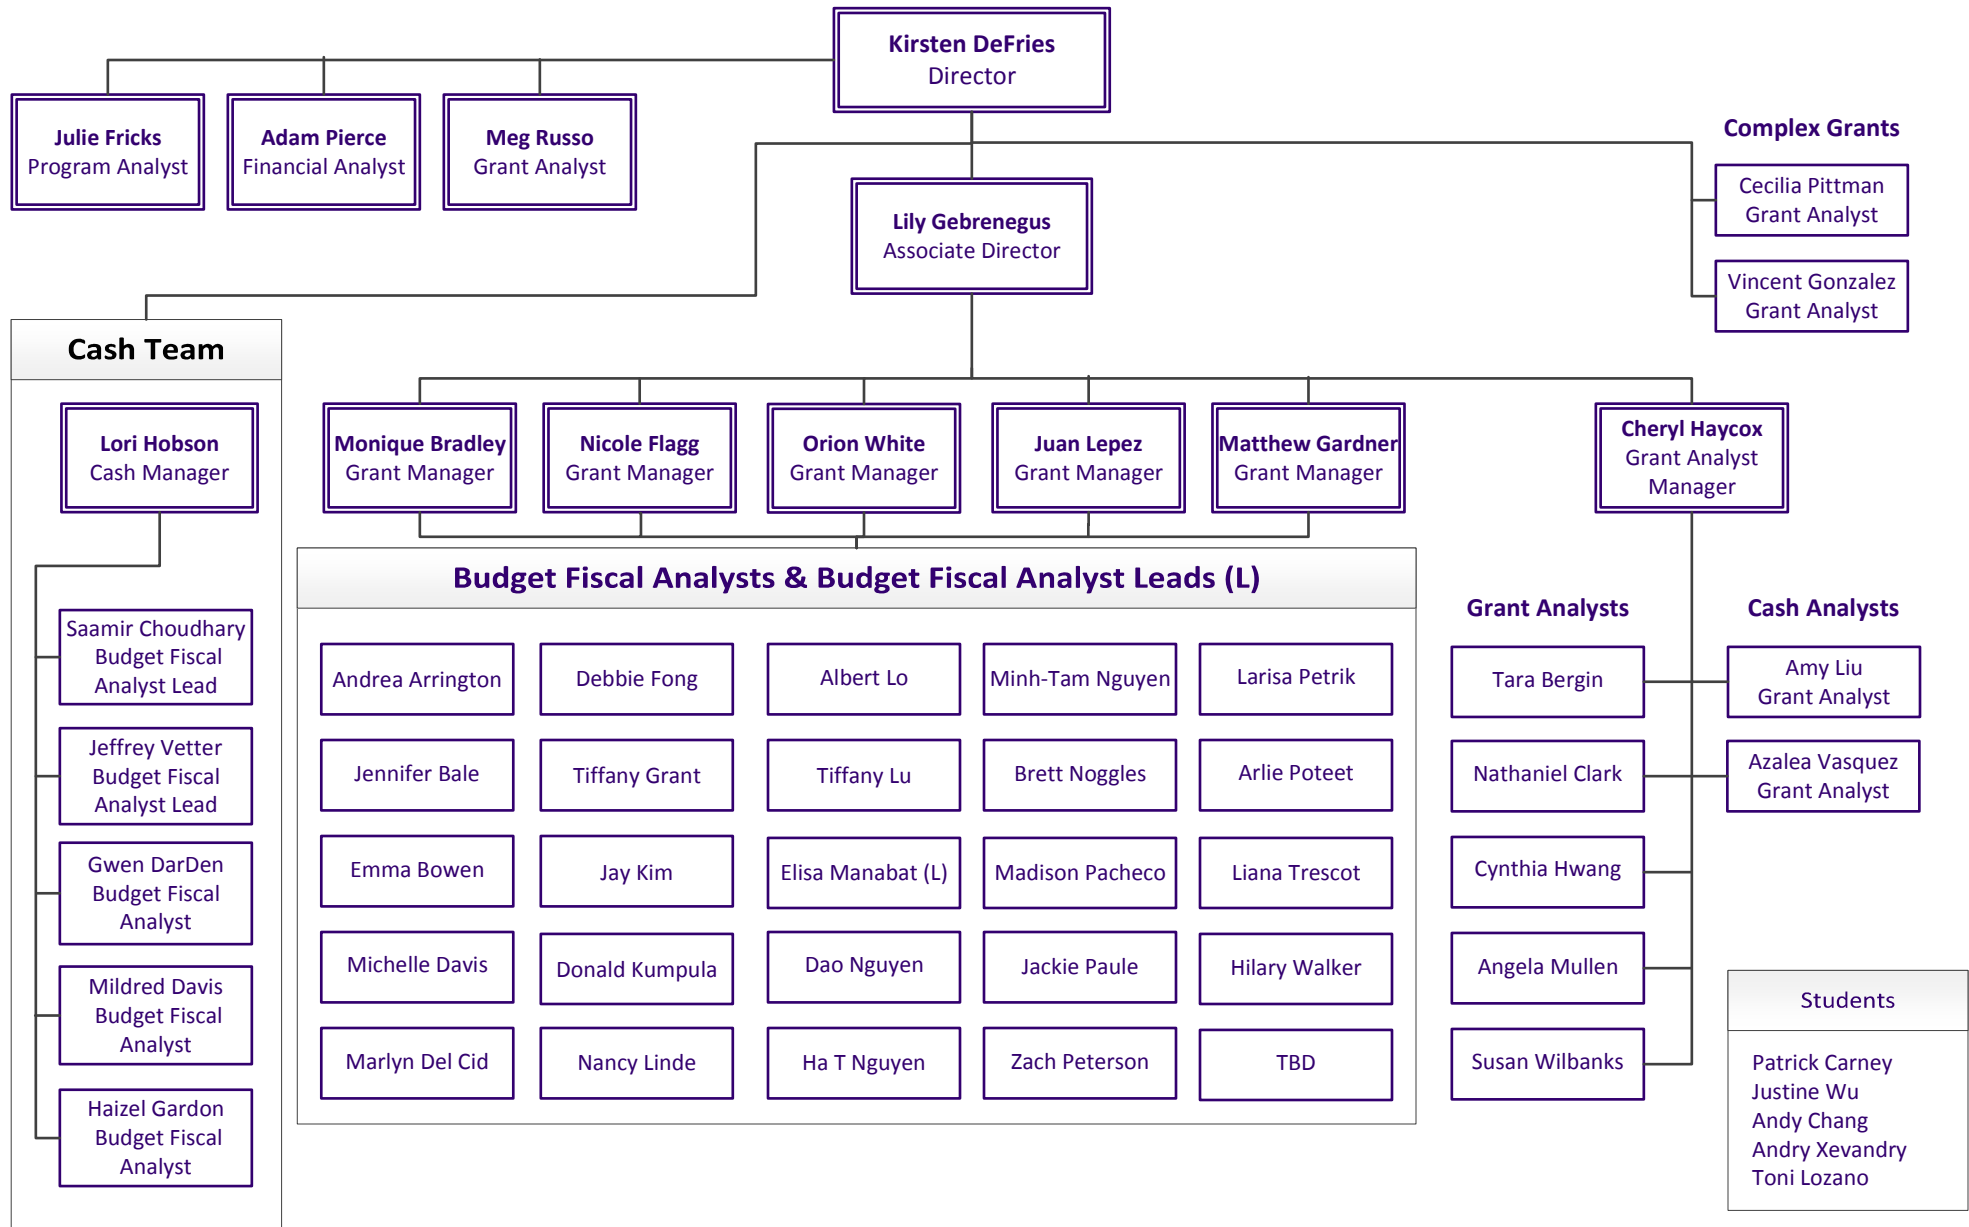 Kirsten DeFries
Director
Julie Fricks
Program Analyst
Adam Pierce
Financial Analyst
Meg Russo
Grant Analyst
Complex Grants
Cecilia Pittman
Grant Analyst
Vincent Gonzalez
Grant Analyst
Lily Gebrenegus
Associate Director
Cash Team
Lori Hobson
Cash Manager
Saamir Choudhary
Budget Fiscal
Analyst Lead
Jeffrey Vetter
Budget Fiscal
Analyst Lead
Gwen DarDen
Budget Fiscal
Analyst
Mildred Davis
Budget Fiscal
Analyst
Haizel Gardon
Budget Fiscal
Analyst
Monique Bradley
Grant Manager
Nicole Flagg
Grant Manager
Orion White
Grant Manager
Juan Lepez
Grant Manager
Matthew Gardner
Grant Manager
Cheryl Haycox
Grant Analyst
Manager
Budget Fiscal Analysts & Budget Fiscal Analyst Leads (L)
Andrea Arrington
Debbie Fong
Albert Lo
Minh-Tam Nguyen
Larisa Petrik
Jennifer Bale
Tiffany Grant
Tiffany Lu
Brett Noggles
Arlie Poteet
Emma Bowen
Jay Kim
Elisa Manabat (L)
Madison Pacheco
Liana Trescot
Michelle Davis
Donald Kumpula
Dao Nguyen
Jackie Paule
Hilary Walker
Marlyn Del Cid
Nancy Linde
Ha T Nguyen
Zach Peterson
TBD
Grant Analysts
Tara Bergin
Nathaniel Clark
Cynthia Hwang
Angela Mullen
Susan Wilbanks
Cash Analysts
Amy Liu
Grant Analyst
Azalea Vasquez
Grant Analyst
Students
Patrick Carney
Justine Wu
Andy Chang
Andry Xevandry
Toni Lozano